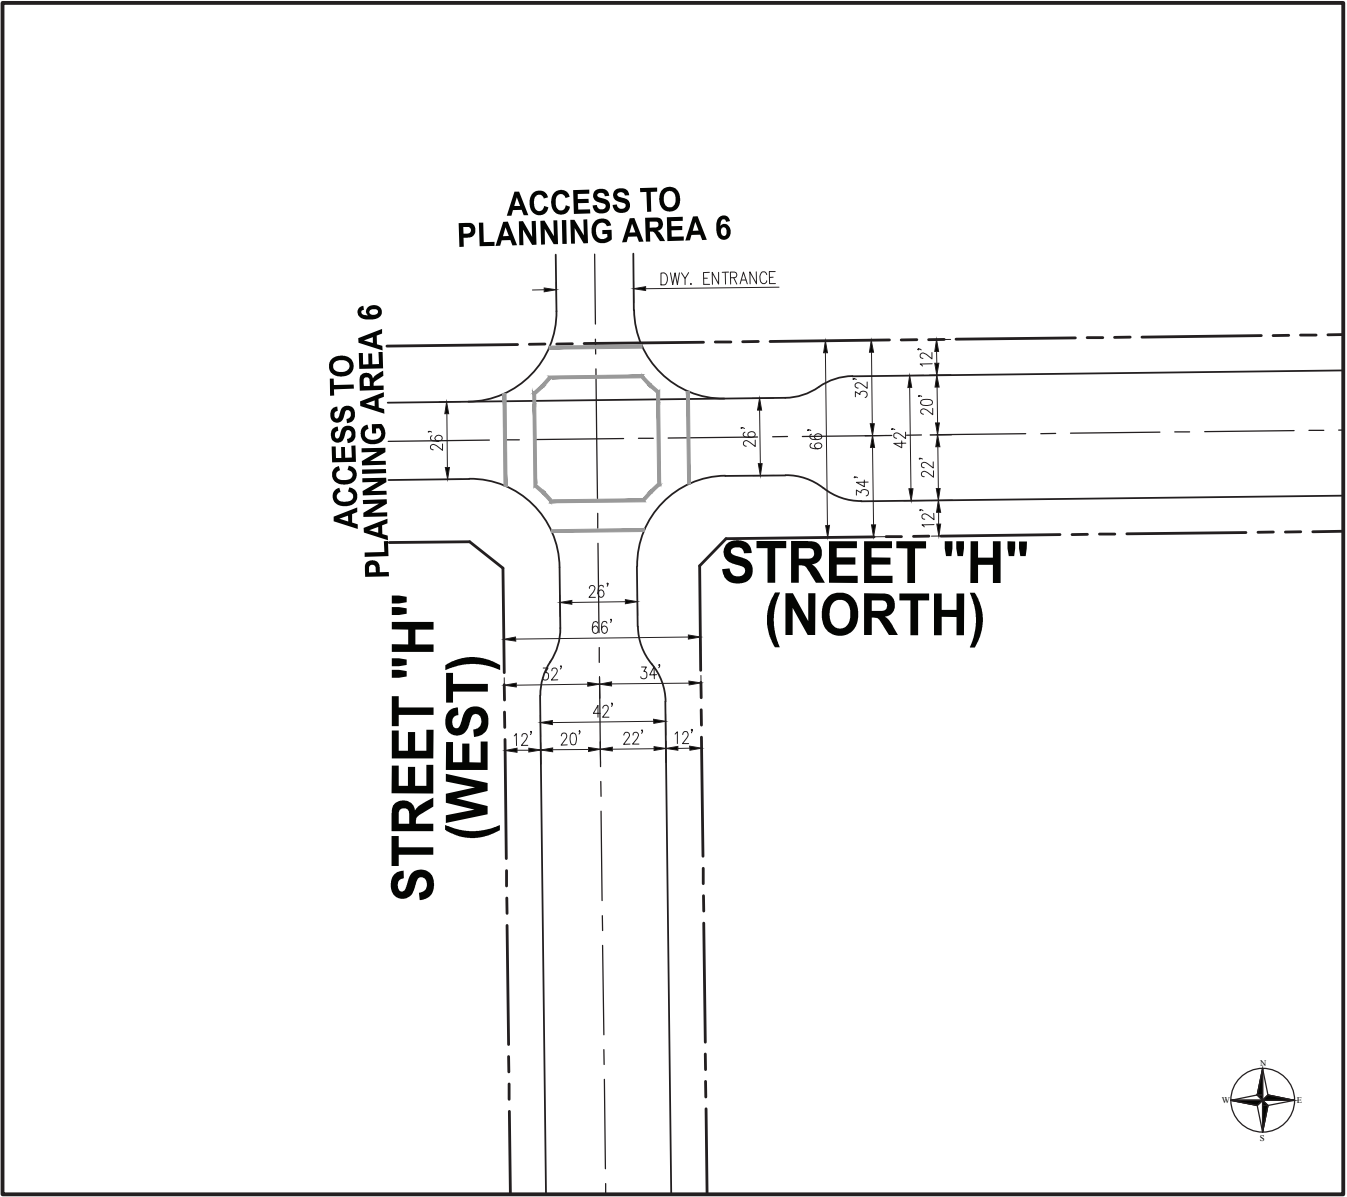 ACCESS TO
PLANNING AREA 6
DWY. ENTRANCE
ACCESS TO
PLANNING AREA 6
26'
26'
66'
32'
34'
42'
12'
20'
22'
12'
STREET "H"
(NORTH)
26'
66'
32'
34'
42'
12'
20'
22'
12'
STREET "H"
(WEST)
N
W
E
S